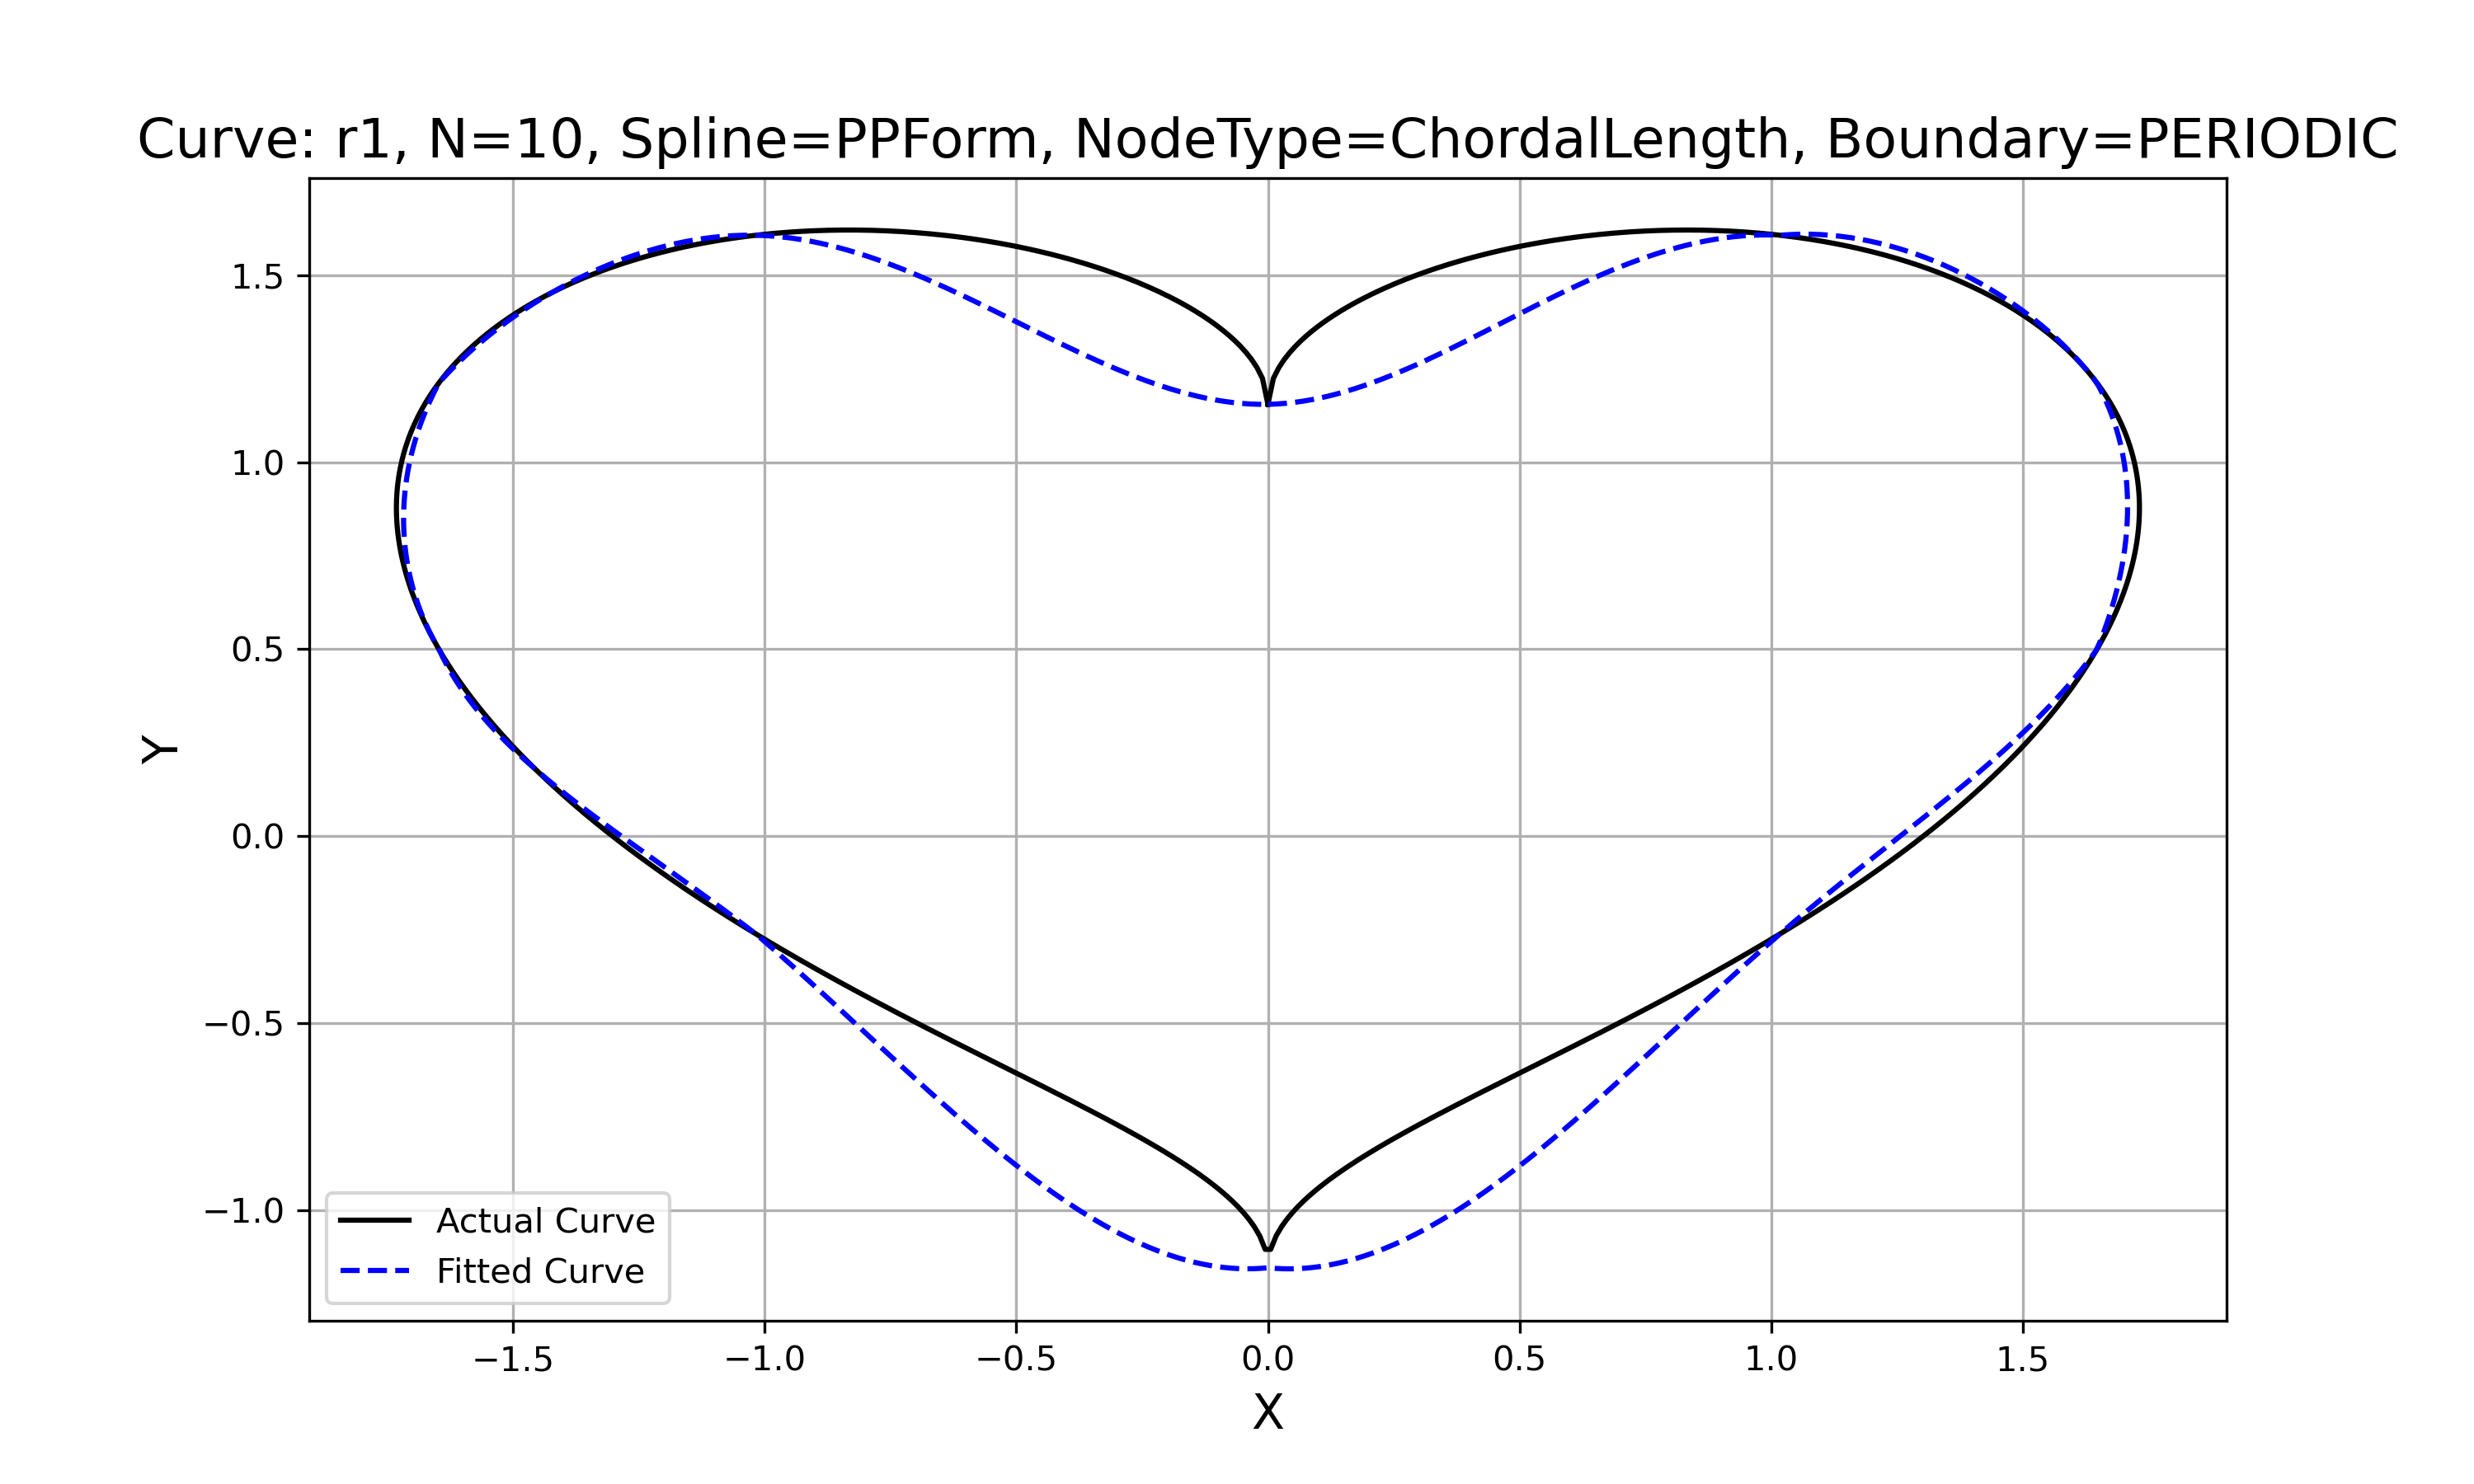 Curve: r1, N=10, Spline=PPForm, NodeType=ChordalLength, Boundary=PERIODIC
1.5
1.0
0.5
0.0
−0.5
−1.0
Y
Actual Curve
Fitted Curve
−1.5
−1.0
−0.5
0.0
0.5
1.0
1.5
X